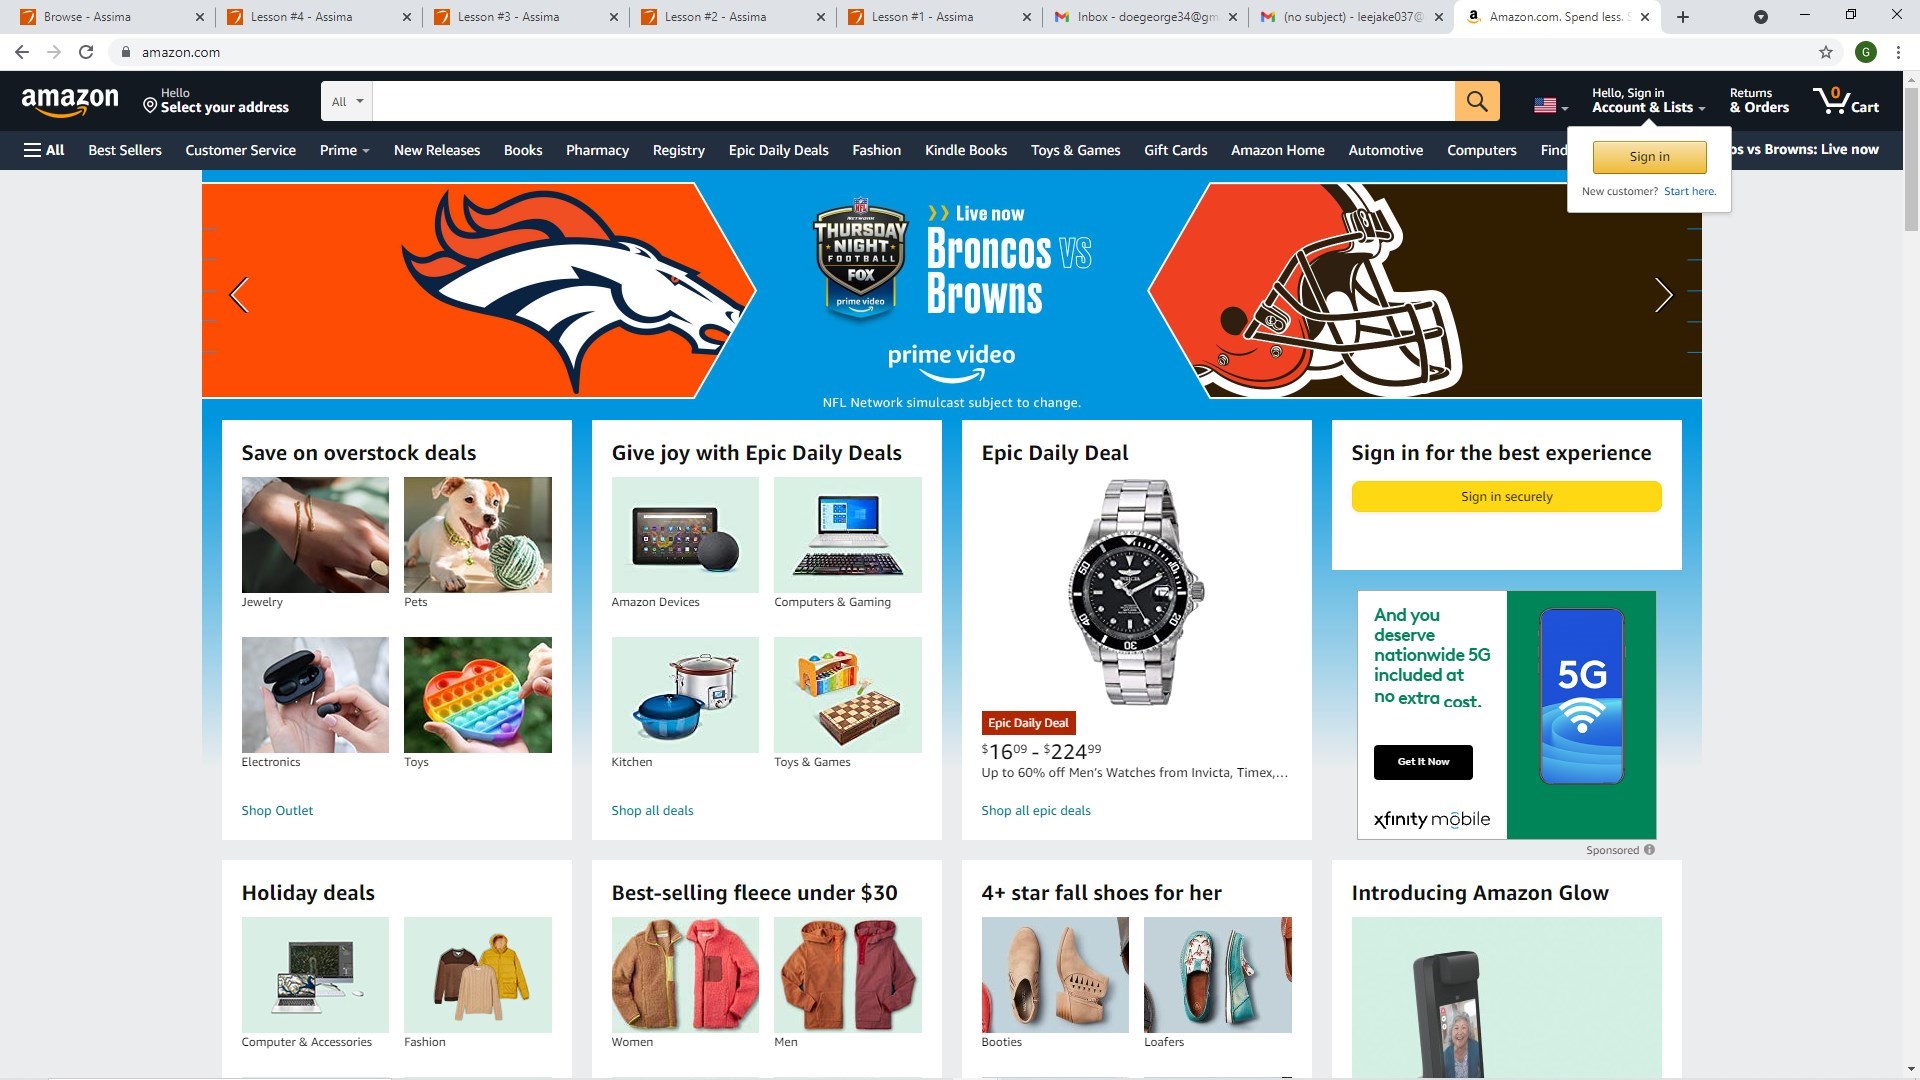 Browse - Assima
Lesson #4 - Assima
Lesson #3 - Assima
Lesson #2 - Assima
Lesson #1 - Assima
Inbox - doegeorge34@gm
(no subject) - leejake037@
Amazon.com. Spend less. S
amazon.com
G
amazon
Hello
Select your address
All
Hello, Sign in
Account & Lists
Returns
& Orders
0
Cart
All
Best Sellers
Customer Service
Prime
New Releases
Books
Pharmacy
Registry
Epic Daily Deals
Fashion
Kindle Books
Toys & Games
Gift Cards
Amazon Home
Automotive
Computers
Find
os vs Browns: Live now
Sign in
New customer? Start here.
NFL
NETWORK
THURSDAY
NIGHT
FOOTBALL
FOX
prime video
Live now
Broncos VS
Browns
prime video
NFL Network simulcast subject to change.
Save on overstock deals
Jewelry
Pets
Electronics
Toys
Shop Outlet
Give joy with Epic Daily Deals
Amazon Devices
Computers & Gaming
Kitchen
Toys & Games
Shop all deals
Epic Daily Deal
Epic Daily Deal
$16.09 - $224.99
Up to 60% off Men's Watches from Invicta, Timex,...
Shop all epic deals
Sign in for the best experience
Sign in securely
And you
deserve
nationwide 5G
included at
no extra cost.
Get It Now
xfinity mobile
5G
Sponsored
Holiday deals
Computer & Accessories
Fashion
Best-selling fleece under $30
Women
Men
4+ star fall shoes for her
Booties
Loafers
Introducing Amazon Glow